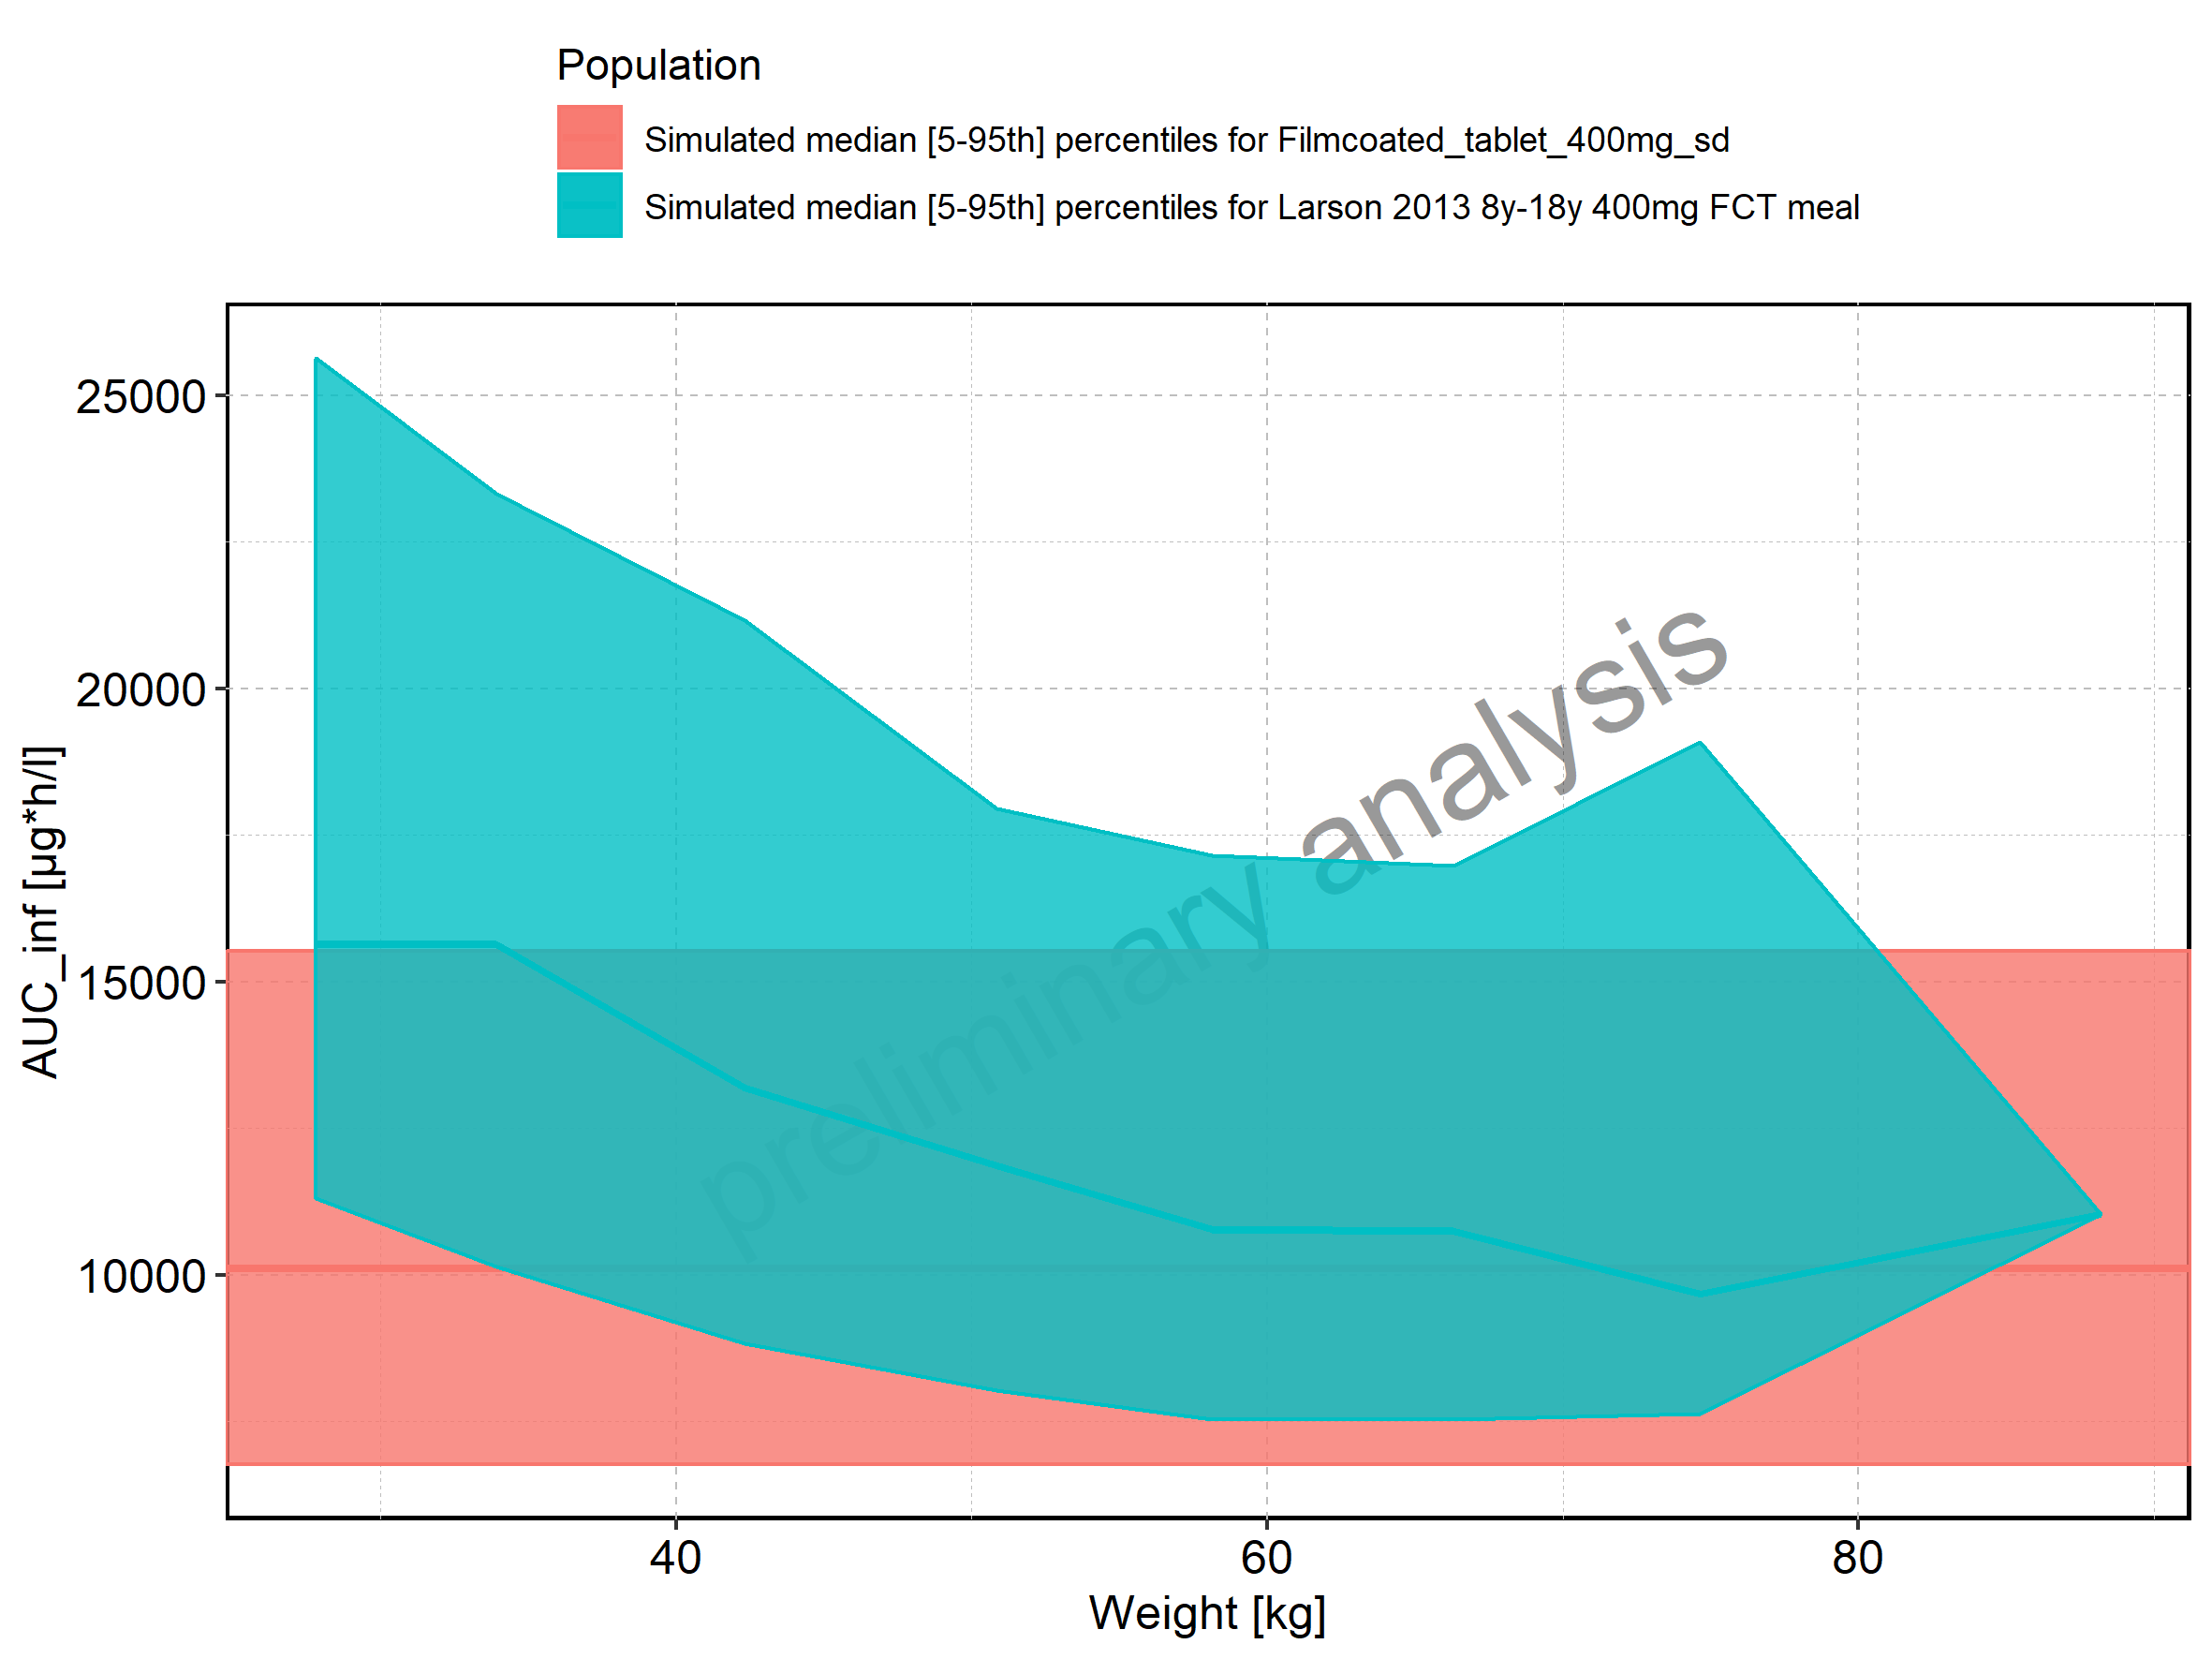 Population
Simulated median [5-95th] percentiles for Filmcoated_tablet_400mg_sd
Simulated median [5-95th] percentiles for Larson 2013 8y-18y 400mg FCT meal
25000
20000
15000
10000
AUC_inf [µg*h/l]
preliminary analysis
40
60
80
Weight [kg]